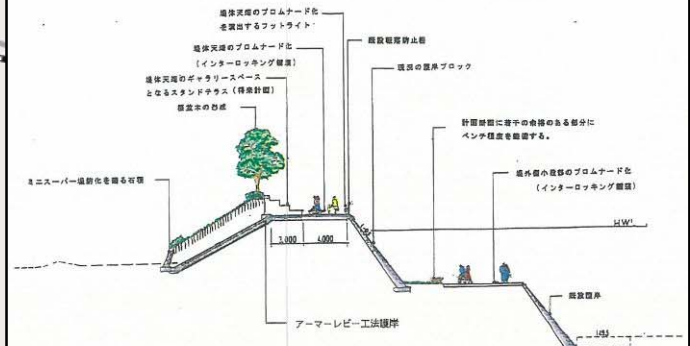 堤体天端のプロムナード化
を演出するフットライト
堤体天端のプロムナード化
(インターロッキング舗装)
既設転落防止柵
堤体天端のギャラリースペース
となるスタンドテラス(将来計画)
現況の護岸ブロック
計画断面に若干の余裕のある部分に
ベンチ程度を設置する。
ミニスーパー堤防化を図る石積
堤外側小段部のプロムナード化
(インターロッキング舗装)
H.W.L
3,000
4,000
既設護岸
アーマーレビー工法護岸